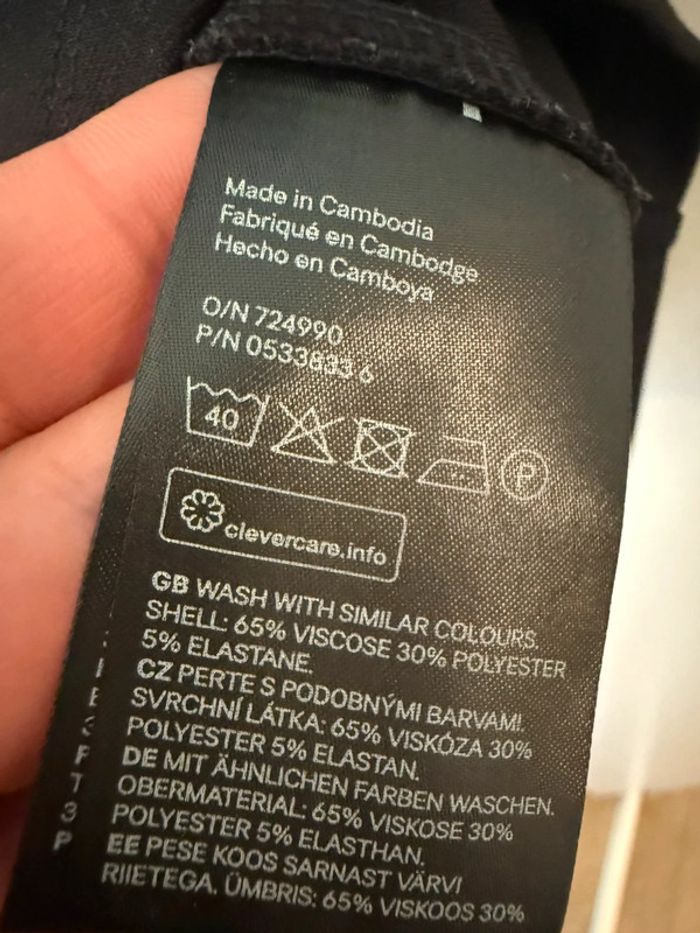 Made in Cambodia
Fabriqué en Cambodge
Hecho en Camboya
O/N 724990
P/N 0533833 6
40
P
clevercare.info
GB WASH WITH SIMILAR COLOURS.
SHELL: 65% VISCOSE 30% POLYESTER
5% ELASTANE.
CZ PERTE S PODOBNÝMI BARVAMI.
SVRCHNÍ LÁTKA: 65% VISKÓZA 30%
POLYESTER 5% ELASTAN.
DE MIT ÄHNLICHEN FARBEN WASCHEN.
OBERMATERIAL: 65% VISKOSE 30%
POLYESTER 5% ELASTHAN.
EE PESE KOOS SARNAST VÄRVI
RIIETEGA. ÜMBRIS: 65% VISKOOS 30%